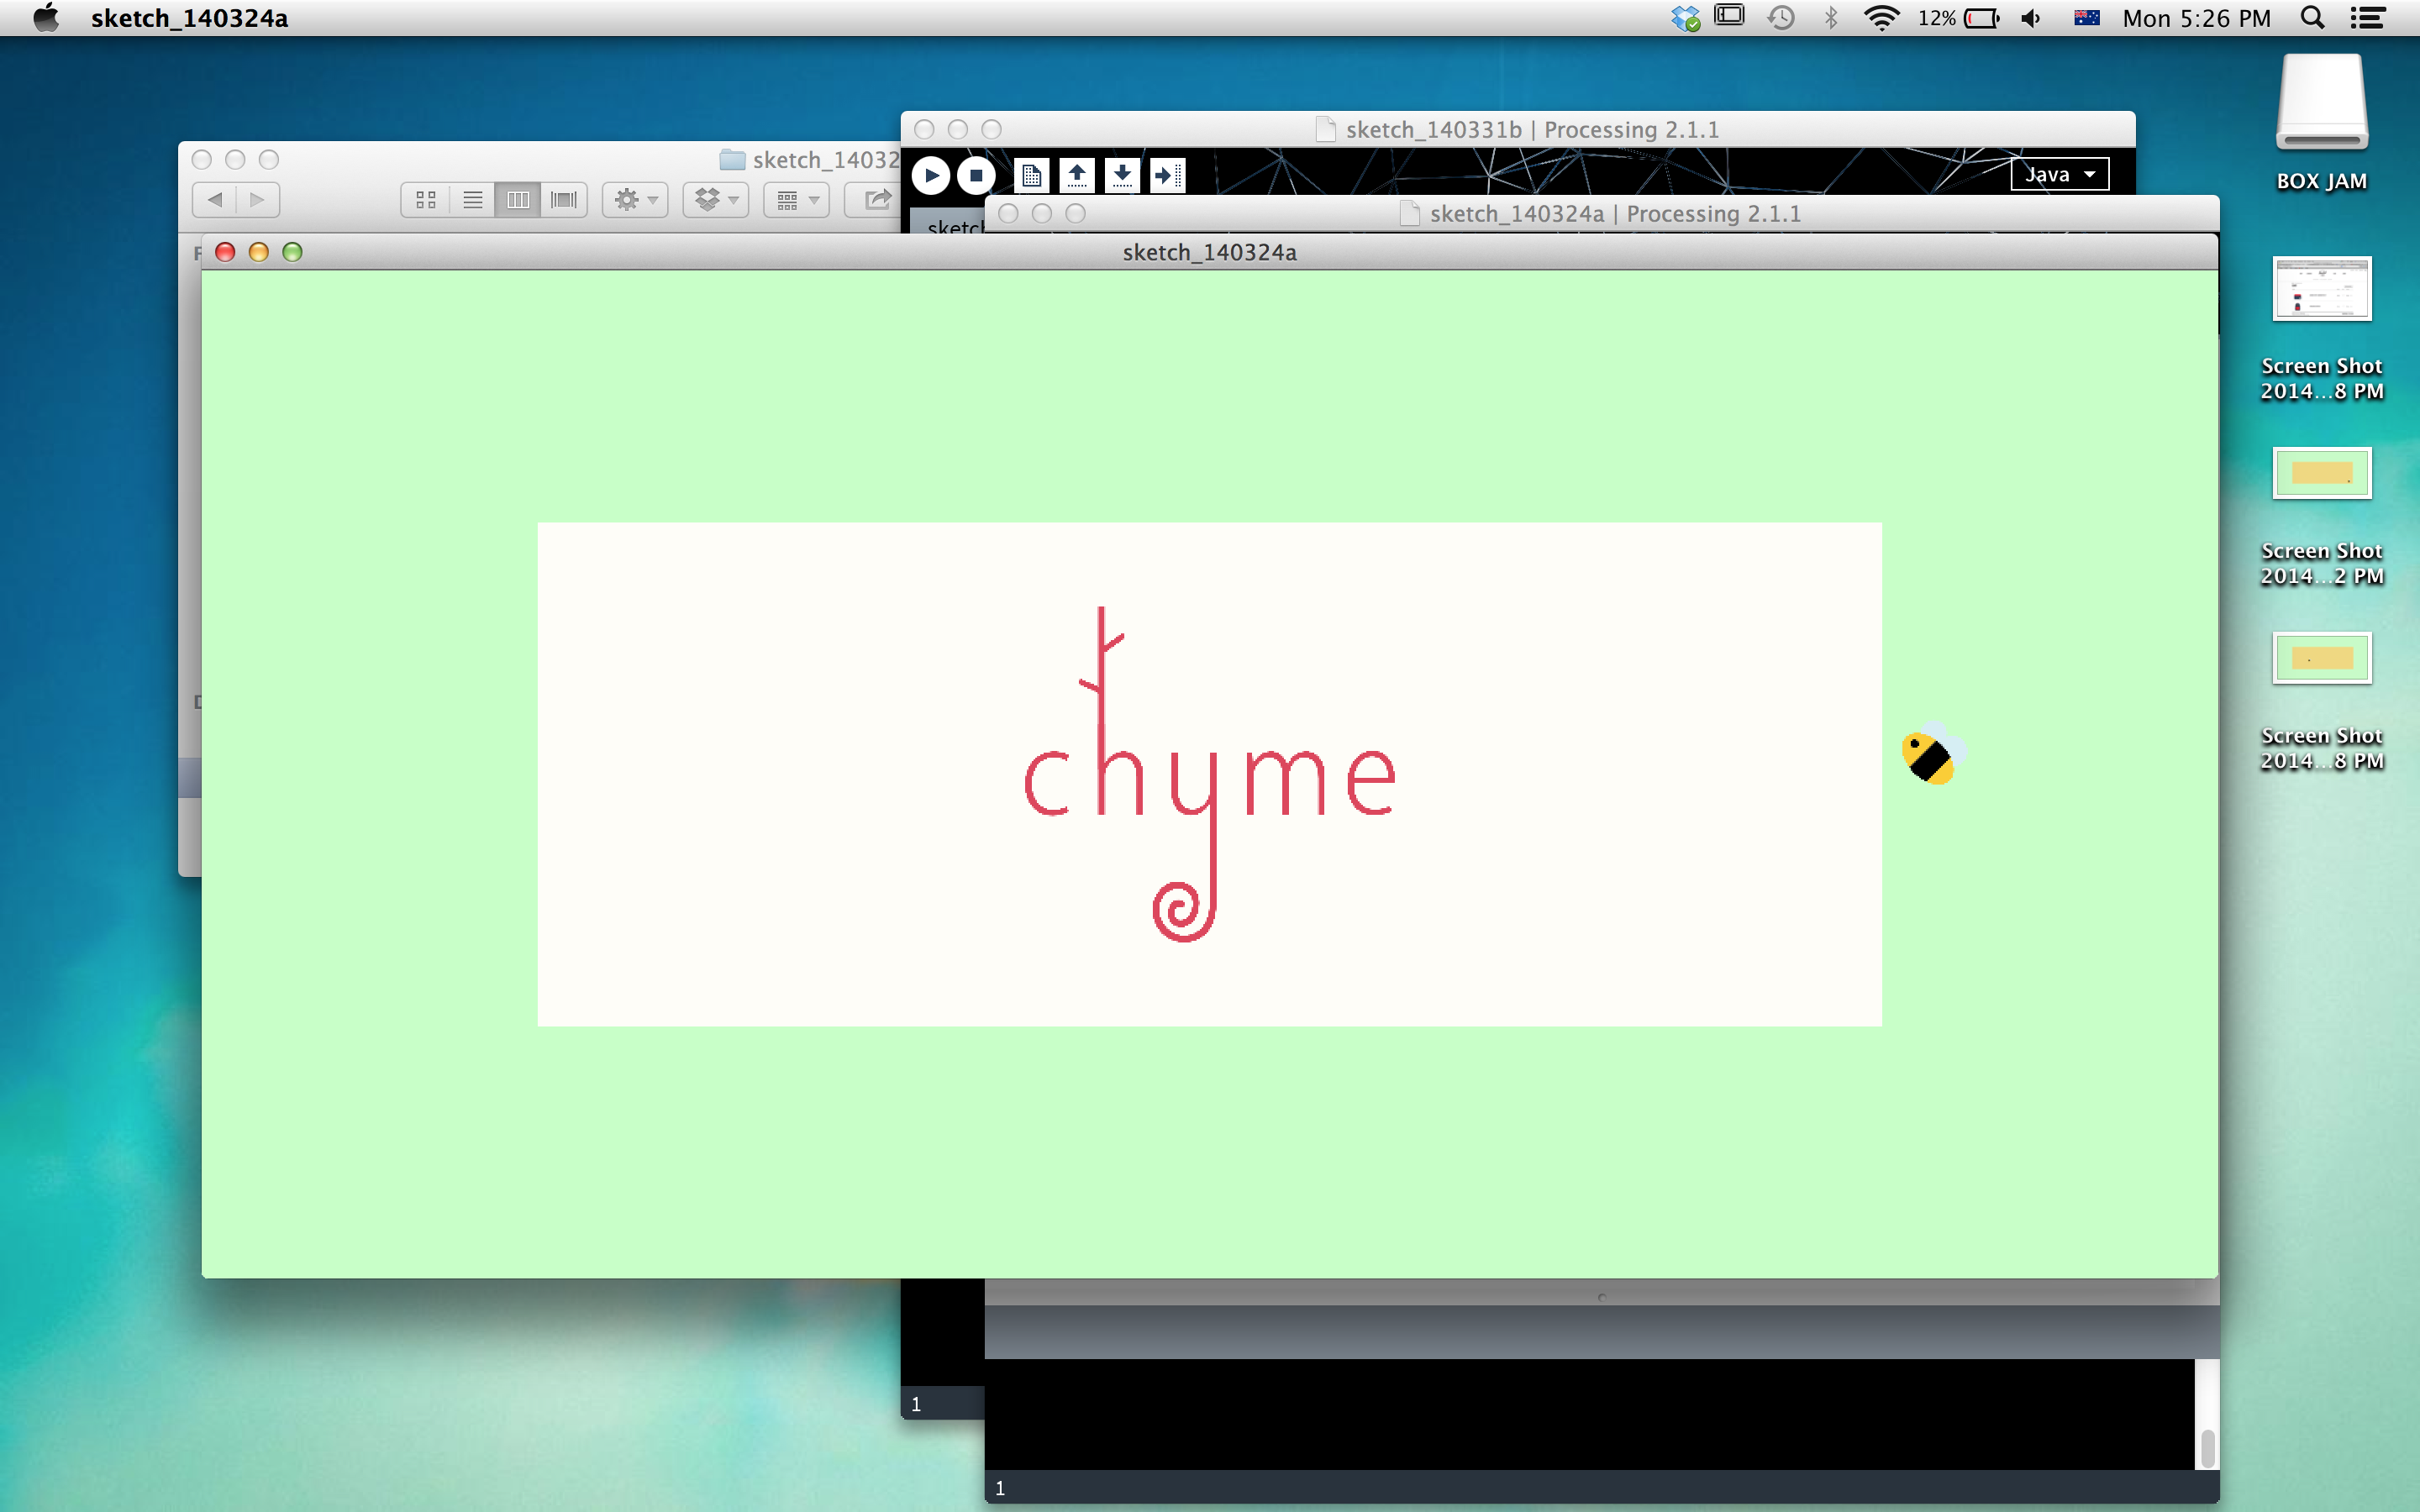 sketch_140324a
12%
Mon 5:26 PM
BOX JAM
sketch_140331b | Processing 2.1.1
sketch_14032
Java
sketch_140324a | Processing 2.1.1
sketch_140324a
Screen Shot
2014...8 PM
chyme
Screen Shot
2014...2 PM
Screen Shot
2014...8 PM
1
1